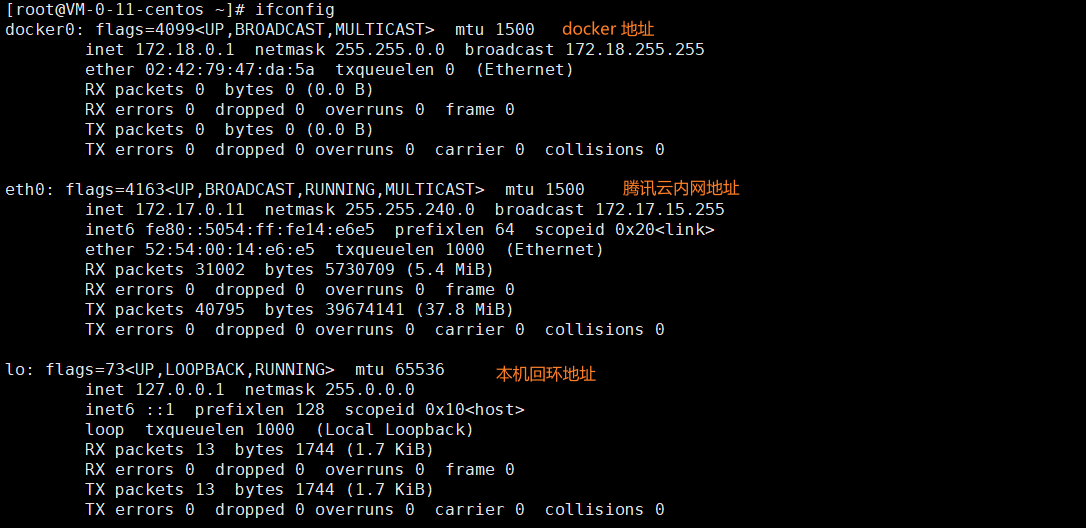 [root@VM-0-11-centos ~]# ifconfig
docker0: flags=4099<UP,BROADCAST,MULTICAST>  mtu 1500 docker 地址
        inet 172.18.0.1  netmask 255.255.0.0  broadcast 172.18.255.255
        ether 02:42:79:47:da:5a  txqueuelen 0  (Ethernet)
        RX packets 0  bytes 0 (0.0 B)
        RX errors 0  dropped 0  overruns 0  frame 0
        TX packets 0  bytes 0 (0.0 B)
        TX errors 0  dropped 0 overruns 0  carrier 0  collisions 0

eth0: flags=4163<UP,BROADCAST,RUNNING,MULTICAST>  mtu 1500 腾讯云内网地址
        inet 172.17.0.11  netmask 255.255.240.0  broadcast 172.17.15.255
        inet6 fe80::5054:ff:fe14:e6e5  prefixlen 64  scopeid 0x20<link>
        ether 52:54:00:14:e6:e5  txqueuelen 1000  (Ethernet)
        RX packets 31002  bytes 5730709 (5.4 MiB)
        RX errors 0  dropped 0  overruns 0  frame 0
        TX packets 40795  bytes 39674141 (37.8 MiB)
        TX errors 0  dropped 0 overruns 0  carrier 0  collisions 0

lo: flags=73<UP,LOOPBACK,RUNNING>  mtu 65536 本机回环地址
        inet 127.0.0.1  netmask 255.0.0.0
        inet6 ::1  prefixlen 128  scopeid 0x10<host>
        loop  txqueuelen 1000  (Local Loopback)
        RX packets 13  bytes 1744 (1.7 KiB)
        RX errors 0  dropped 0  overruns 0  frame 0
        TX packets 13  bytes 1744 (1.7 KiB)
        TX errors 0  dropped 0 overruns 0  carrier 0  collisions 0